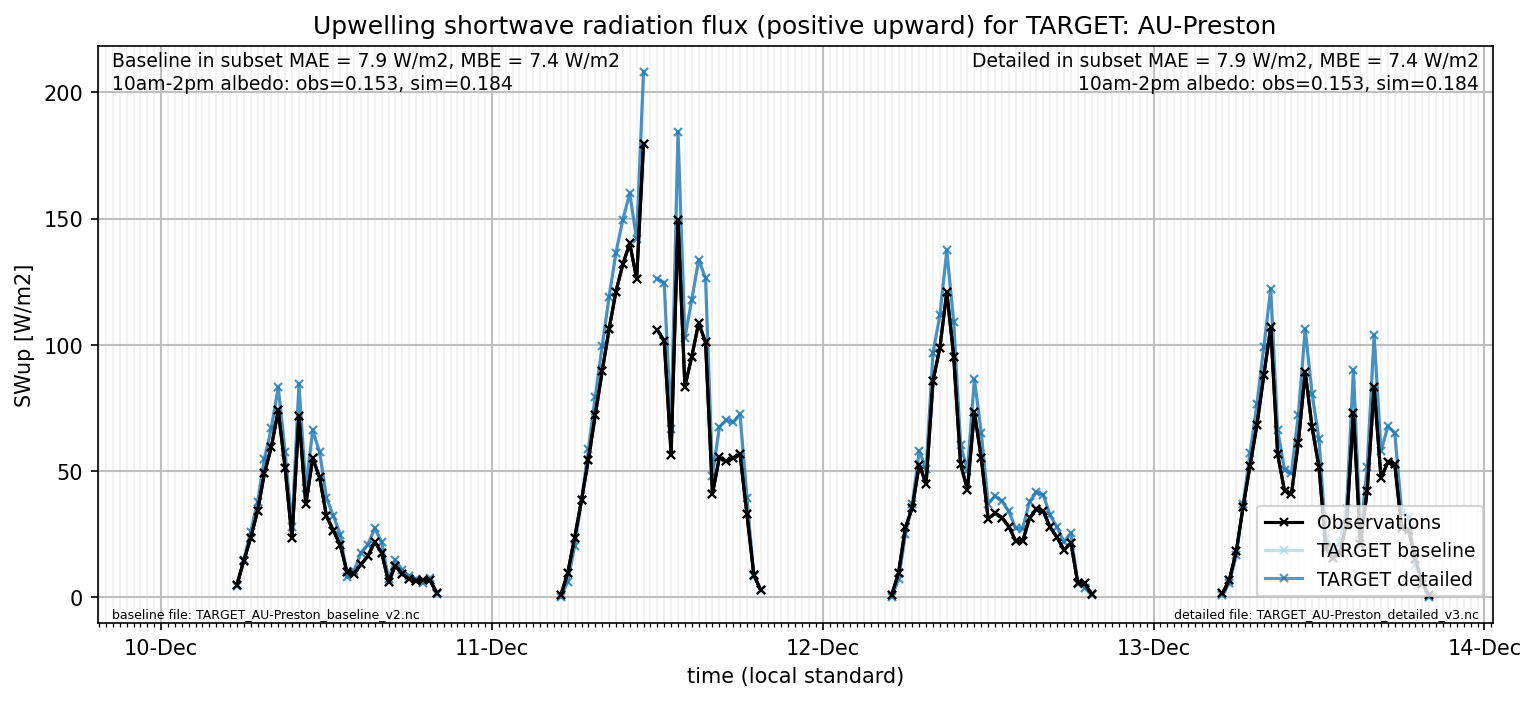 Upwelling shortwave radiation flux (positive upward) for TARGET: AU-Preston
Baseline in subset MAE = 7.9 W/m2, MBE = 7.4 W/m2
10am-2pm albedo: obs=0.153, sim=0.184
Detailed in subset MAE = 7.9 W/m2, MBE = 7.4 W/m2
10am-2pm albedo: obs=0.153, sim=0.184
SWup [W/m2]
200
150
100
50
0
Observations
TARGET baseline
TARGET detailed
baseline file: TARGET_AU-Preston_baseline_v2.nc
detailed file: TARGET_AU-Preston_detailed_v3.nc
10-Dec
11-Dec
12-Dec
13-Dec
14-Dec
time (local standard)